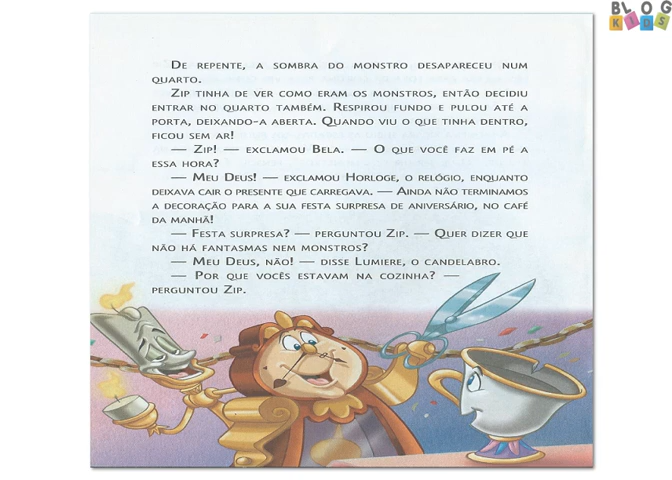 BLOG
KIDS
De repente, a sombra do monstro desapareceu num
quarto.
Zip tinha de ver como eram os monstros, então decidiu
entrar no quarto também. Respirou fundo e pulou até a
porta, deixando-a aberta. Quando viu o que tinha dentro,
ficou sem ar!
— Zip! — exclamou Bela. — O que você faz em pé a
essa hora?
— Meu Deus! — exclamou Horloge, o relógio, enquanto
deixava cair o presente que carregava. — Ainda não terminamos
a decoração para a sua festa surpresa de aniversário, no café
da manhã!
— Festa surpresa? — perguntou Zip. — Quer dizer que
não há fantasmas nem monstros?
— Meu Deus, não! — disse Lumiere, o candelabro.
— Por que vocês estavam na cozinha? —
perguntou Zip.